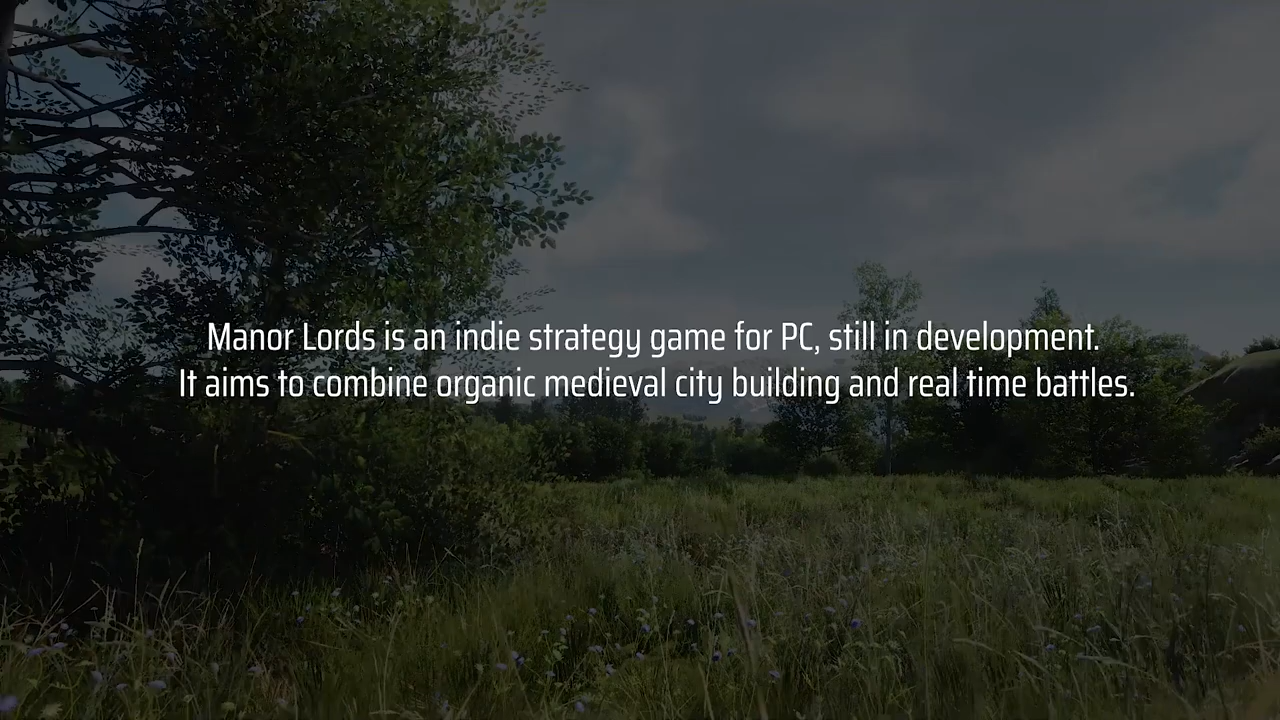 Manor Lords is an indie strategy game for PC, still in development.
It aims to combine organic medieval city building and real time battles.